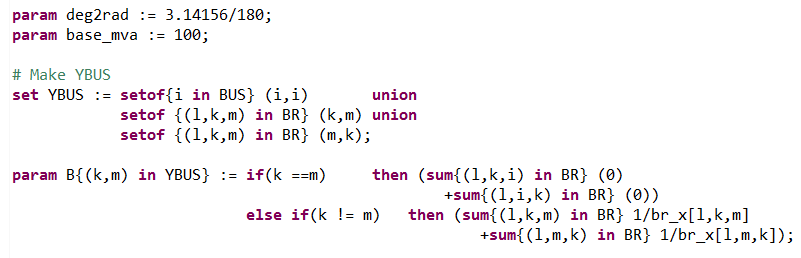 param deg2rad := 3.14156/180;
param base_mva := 100;
# Make YBUS
set YBUS := setof{i in BUS} (i,i) union
setof {(l,k,m) in BR} (k,m) union
setof {(l,k,m) in BR} (m,k);
param B{(k,m) in YBUS} := if(k ==m) then (sum{(l,k,i) in BR} (0)
+sum{(l,i,k) in BR} (0))
else if(k != m) then (sum{(l,k,m) in BR} 1/br_x[l,k,m]
+sum{(l,m,k) in BR} 1/br_x[l,m,k]);